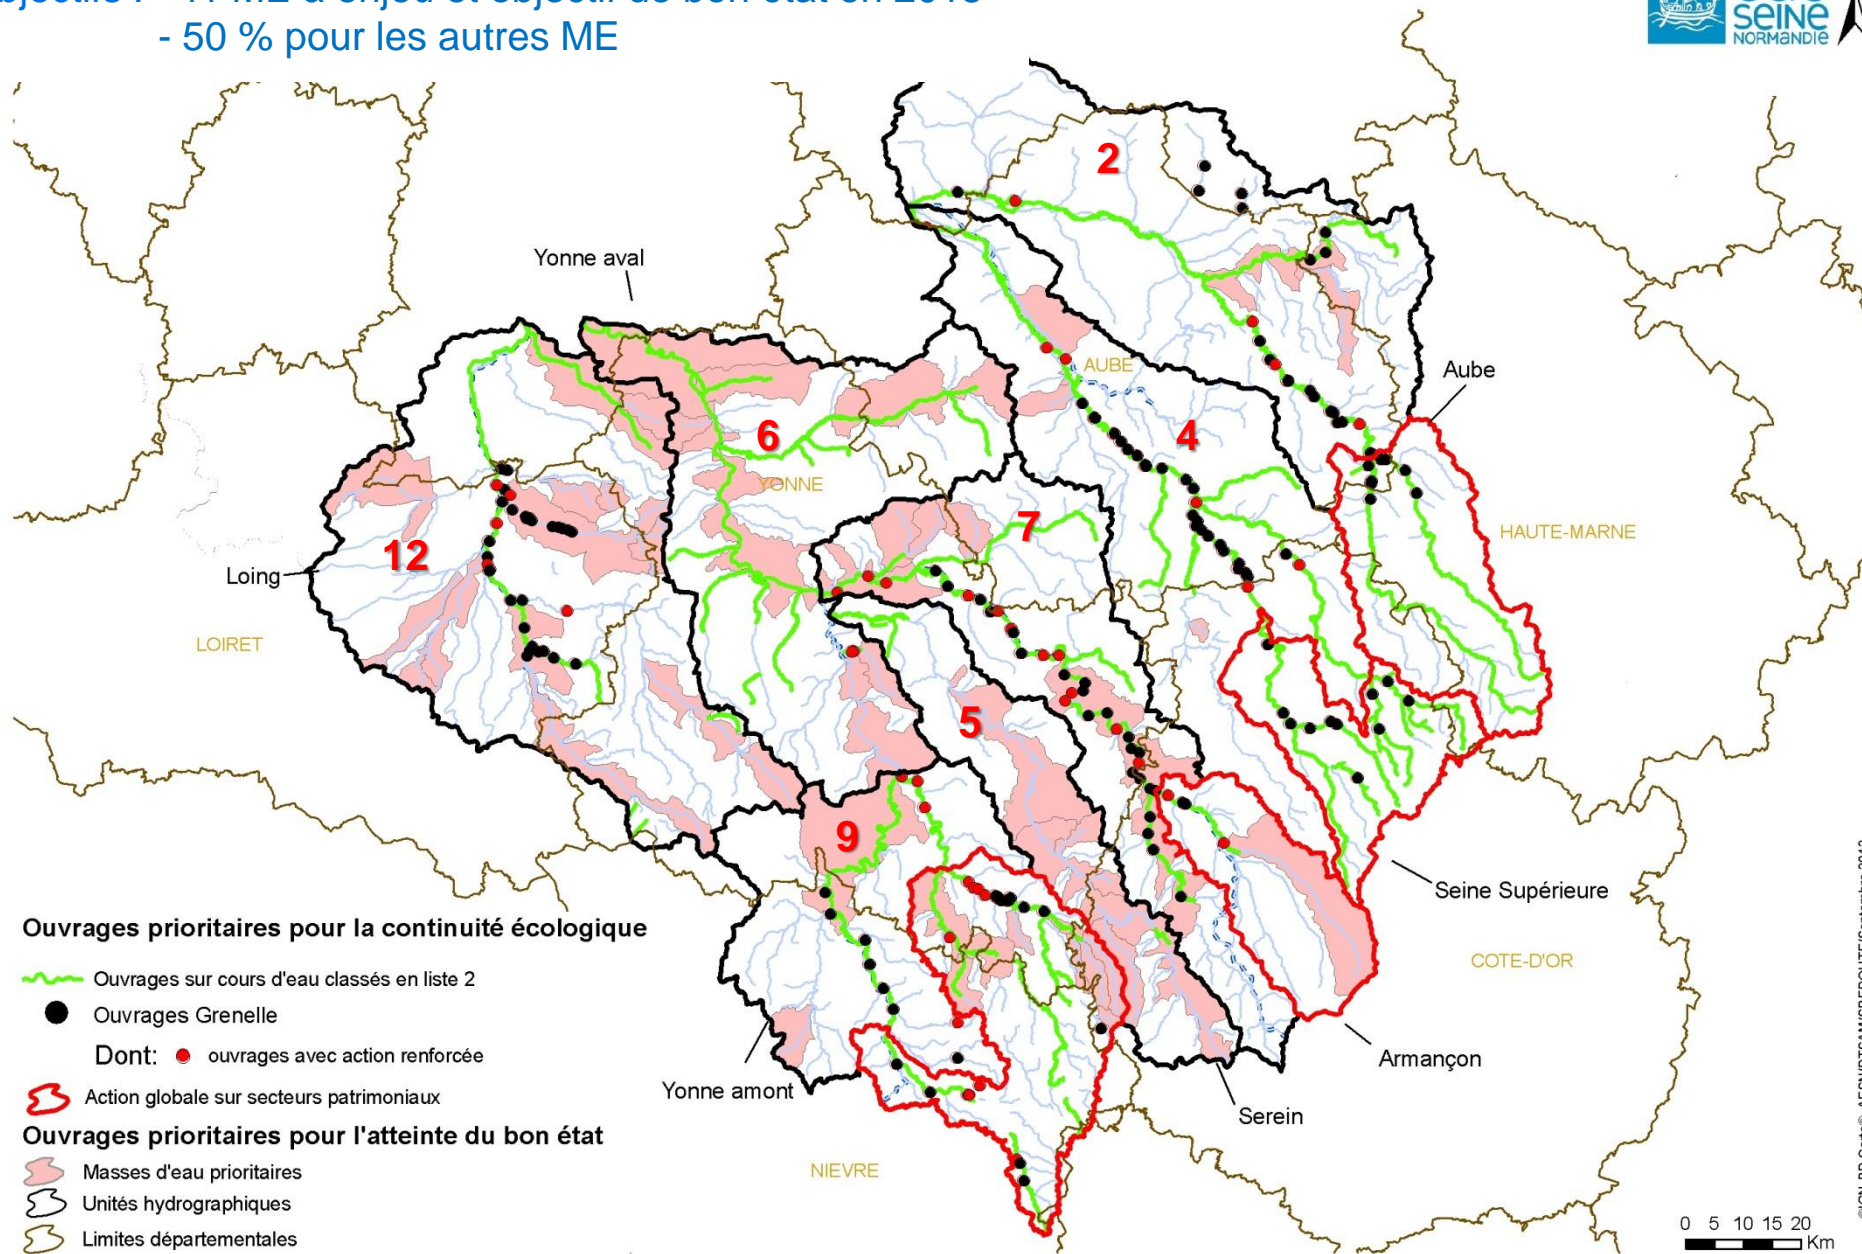 - 50 % pour les autres ME
SEINE
NORMANDIE
2
Yonne aval
AUBE
Aube
6
4
YONNE
7
HAUTE-MARNE
12
Loing
LOIRET
5
9
Seine Supérieure
COTE-D'OR
Armançon
Yonne amont
Serein
NIEVRE
Ouvrages prioritaires pour la continuité écologique
Ouvrages sur cours d'eau classés en liste 2
Ouvrages Grenelle
Dont: ouvrages avec action renforcée
Action globale sur secteurs patrimoniaux
Ouvrages prioritaires pour l'atteinte du bon état
Masses d'eau prioritaires
Unités hydrographiques
Limites départementales
0 5 10 15 20
Km